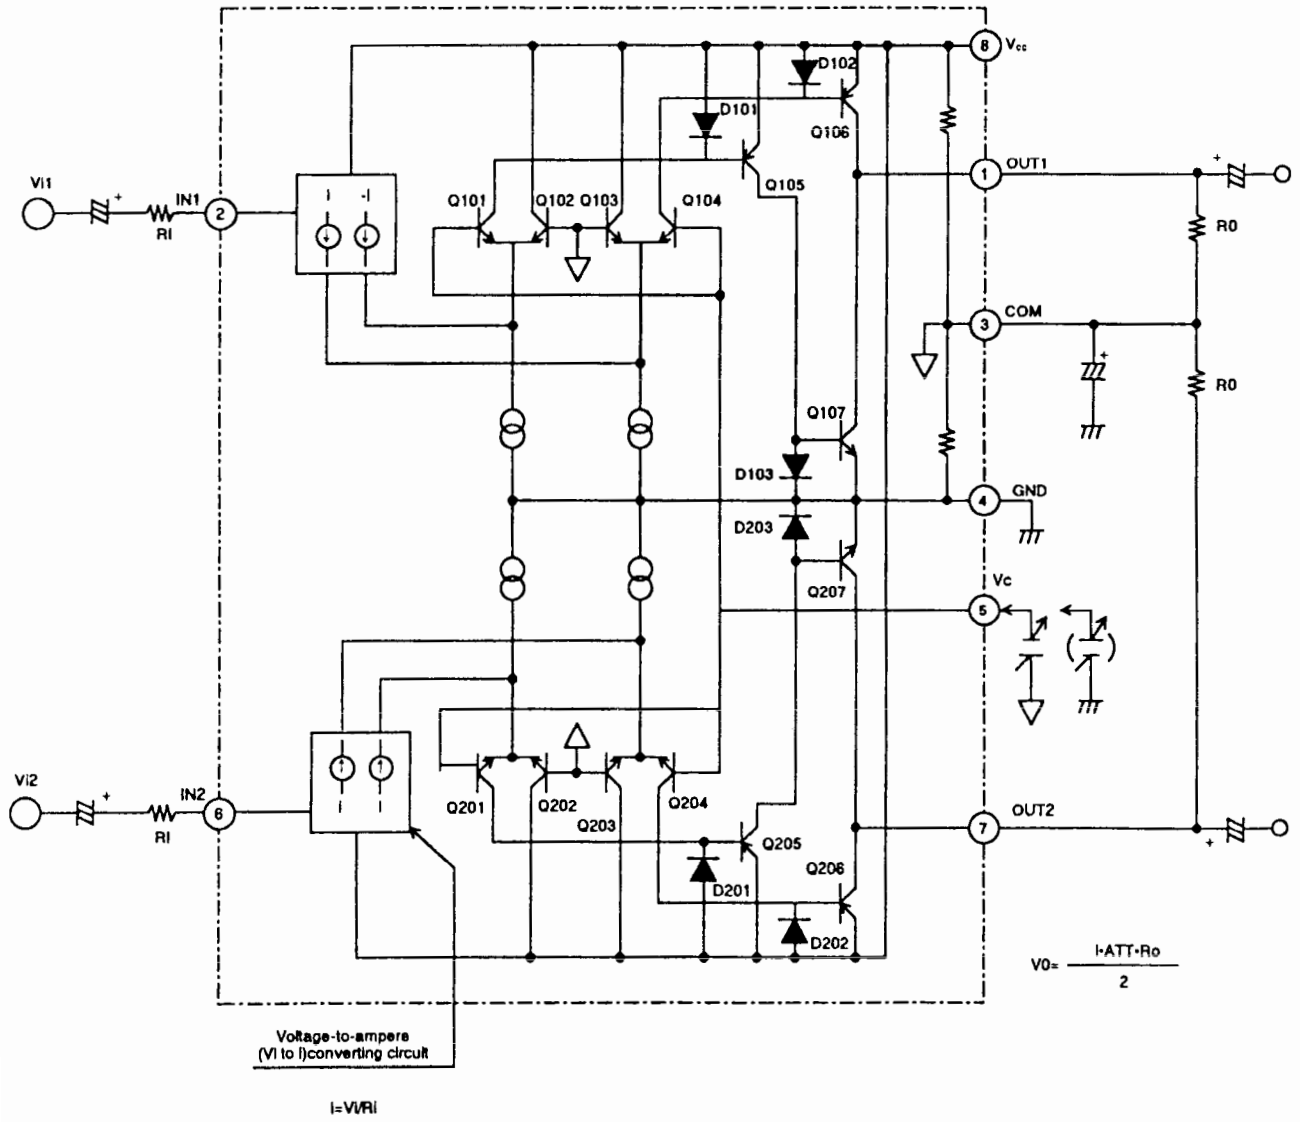 8 Vcc
D102
D101
Q106
Q105
1 OUT1
Vi1
+
IN1
2
RI
I -I
Q101 Q102 Q103 Q104
+
R0
3 COM
+
R0
Q107
D103
4 GND
D203
Q207
Vc
5
( )
Vi2
+
IN2
6
RI
I I
Q201 Q202 Q203 Q204
Q205
D201
Q206
D202
7 OUT2
+
V0= I·ATT·Ro
2
Voltage-to-ampere
(VI to I)converting circuit
I=Vi/Ri